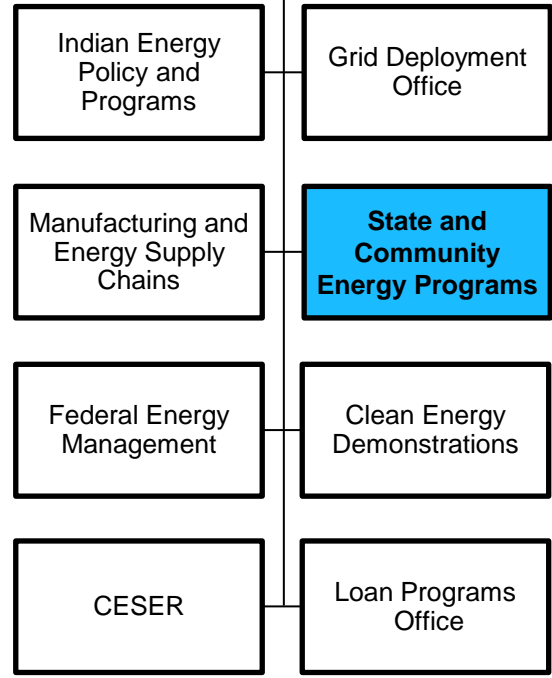 Indian Energy
Policy and
Programs
Grid Deployment
Office
Manufacturing and
Energy Supply
Chains
State and
Community
Energy Programs
Federal Energy
Management
Clean Energy
Demonstrations
CESER
Loan Programs
Office